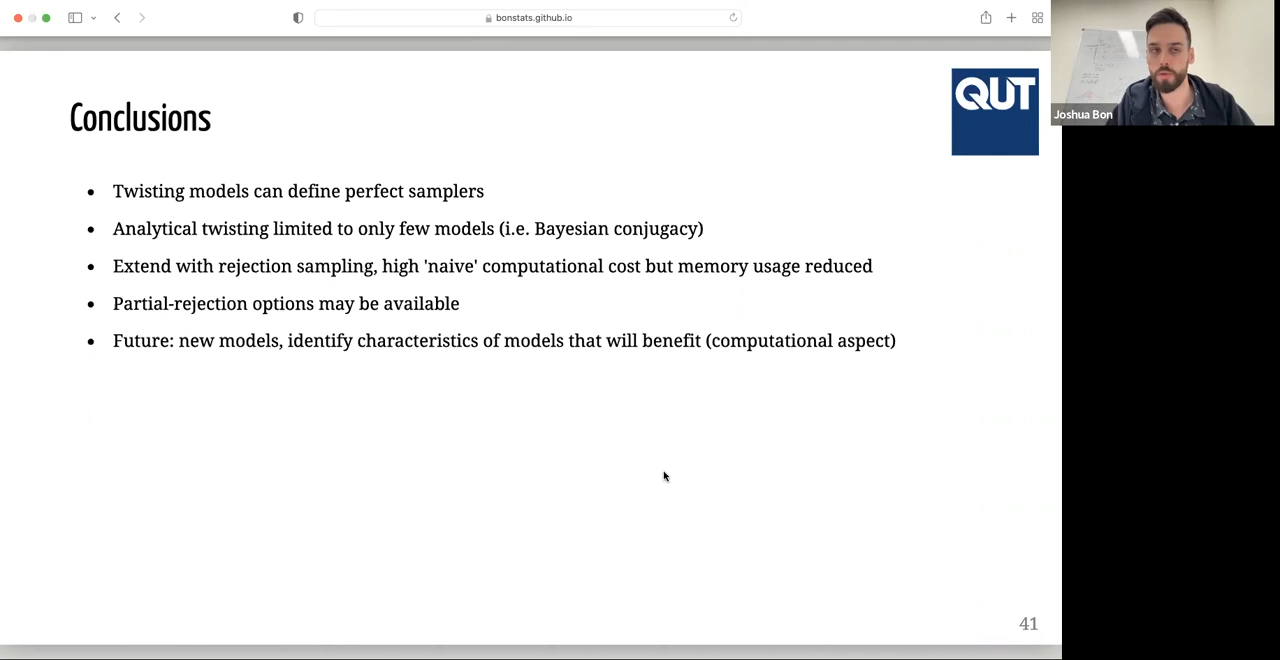 bonstats.github.io
QUT
Joshua Bon
Conclusions
• Twisting models can define perfect samplers
• Analytical twisting limited to only few models (i.e. Bayesian conjugacy)
• Extend with rejection sampling, high 'naive' computational cost but memory usage reduced
• Partial-rejection options may be available
• Future: new models, identify characteristics of models that will benefit (computational aspect)
41